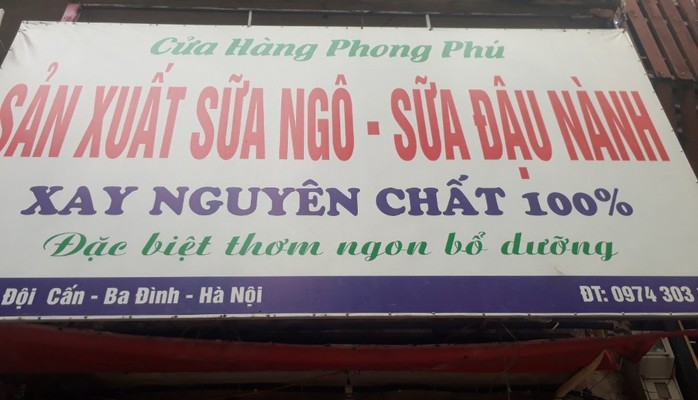 Cửa Hàng Phong Phú
SẢN XUẤT SỮA NGÔ - SỮA ĐẬU NÀNH
XAY NGUYÊN CHẤT 100%
Đặc biệt thơm ngon bổ dưỡng
Đội Cấn - Ba Đình - Hà Nội
ĐT: 0974 303